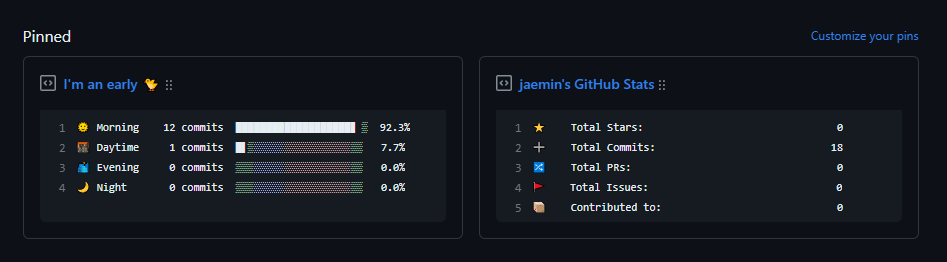 Pinned
Customize your pins
I'm an early 🐤
1 🌞 Morning 12 commits 92.3%
2 🌆 Daytime 1 commits 7.7%
3 🌃 Evening 0 commits 0.0%
4 🌙 Night 0 commits 0.0%
jaemin's GitHub Stats
1 ⭐ Total Stars: 0
2 ➕ Total Commits: 18
3 🔀 Total PRs: 0
4 🚩 Total Issues: 0
5 📦 Contributed to: 0